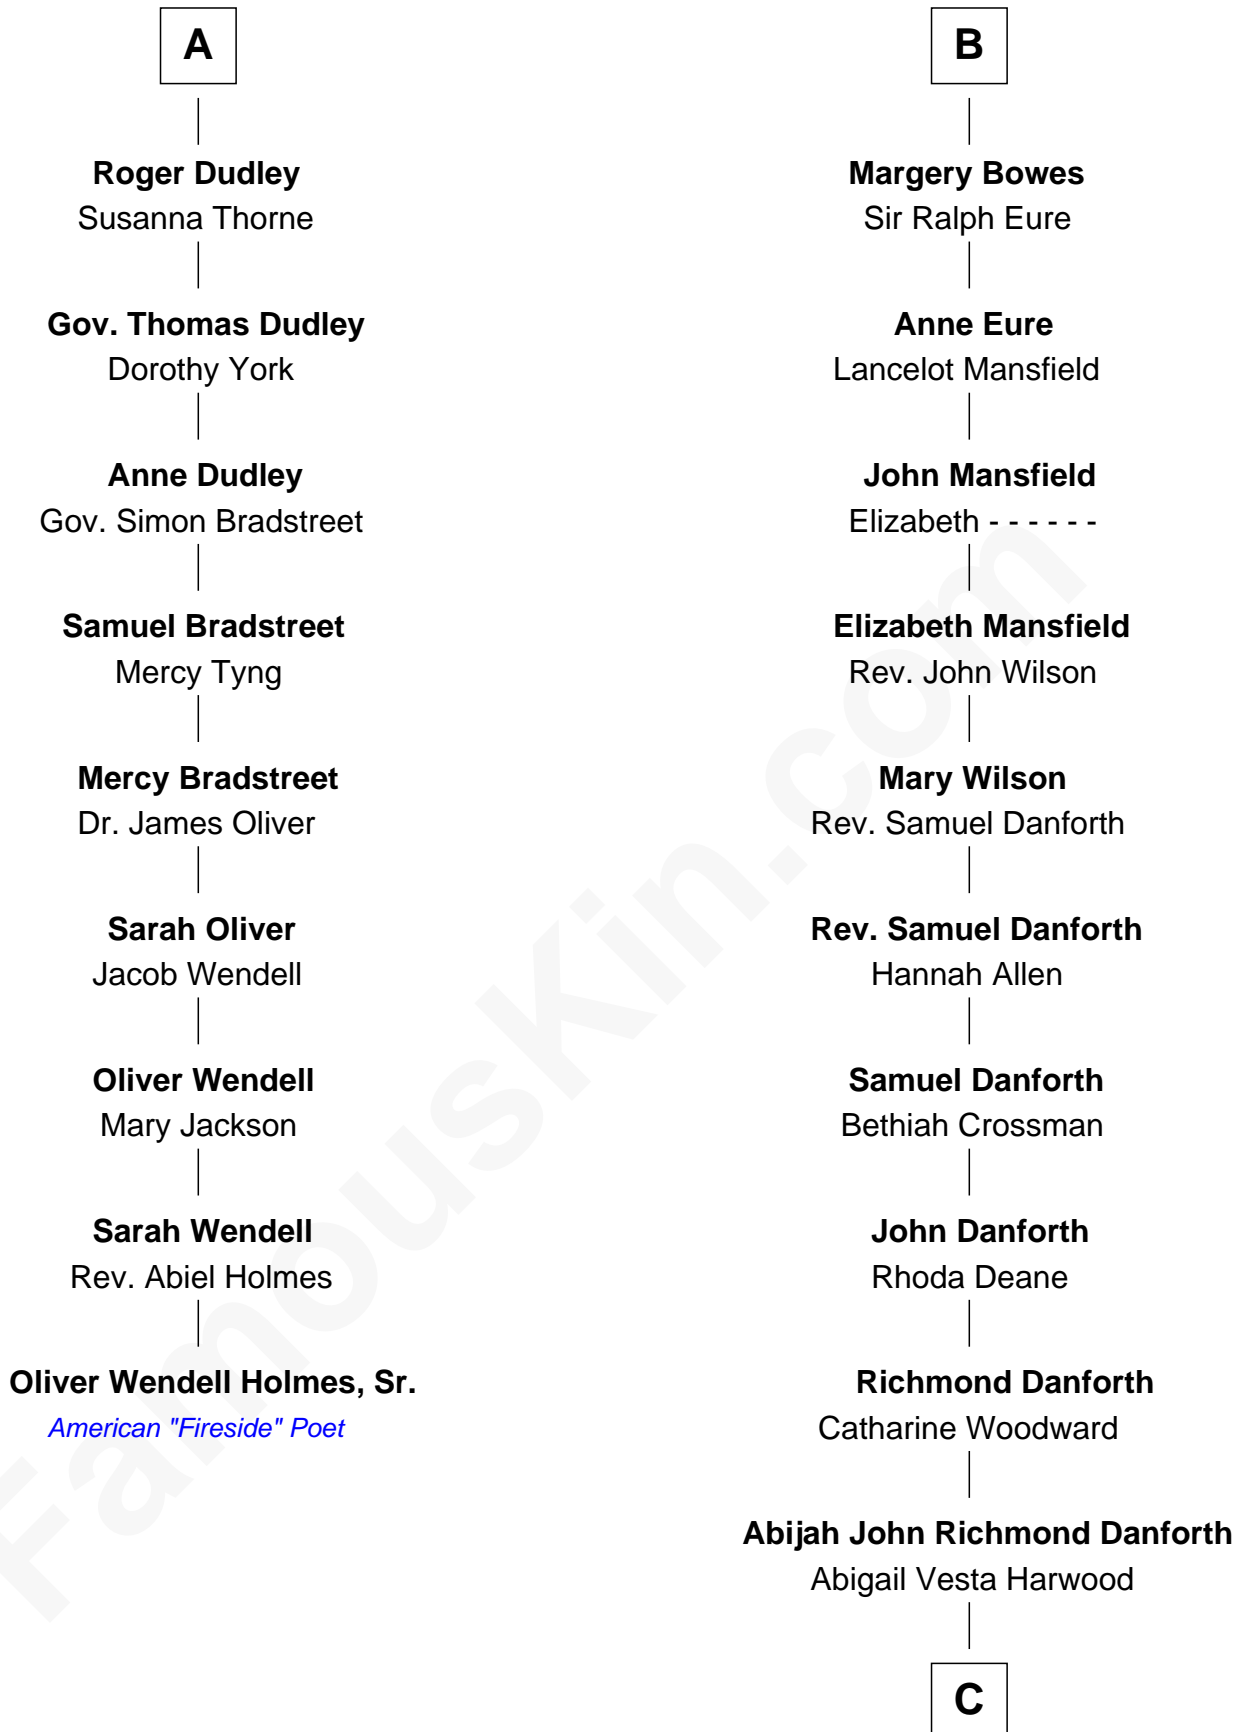 A
Roger Dudley
Susanna Thorne
Gov. Thomas Dudley
Dorothy York
Anne Dudley
Gov. Simon Bradstreet
Samuel Bradstreet
Mercy Tyng
Mercy Bradstreet
Dr. James Oliver
Sarah Oliver
Jacob Wendell
Oliver Wendell
Mary Jackson
Sarah Wendell
Rev. Abiel Holmes
Oliver Wendell Holmes, Sr.
American "Fireside" Poet
B
Margery Bowes
Sir Ralph Eure
Anne Eure
Lancelot Mansfield
John Mansfield
Elizabeth - - - - - -
Elizabeth Mansfield
Rev. John Wilson
Mary Wilson
Rev. Samuel Danforth
Rev. Samuel Danforth
Hannah Allen
Samuel Danforth
Bethiah Crossman
John Danforth
Rhoda Deane
Richmond Danforth
Catharine Woodward
Abijah John Richmond Danforth
Abigail Vesta Harwood
C
FamousKin.com